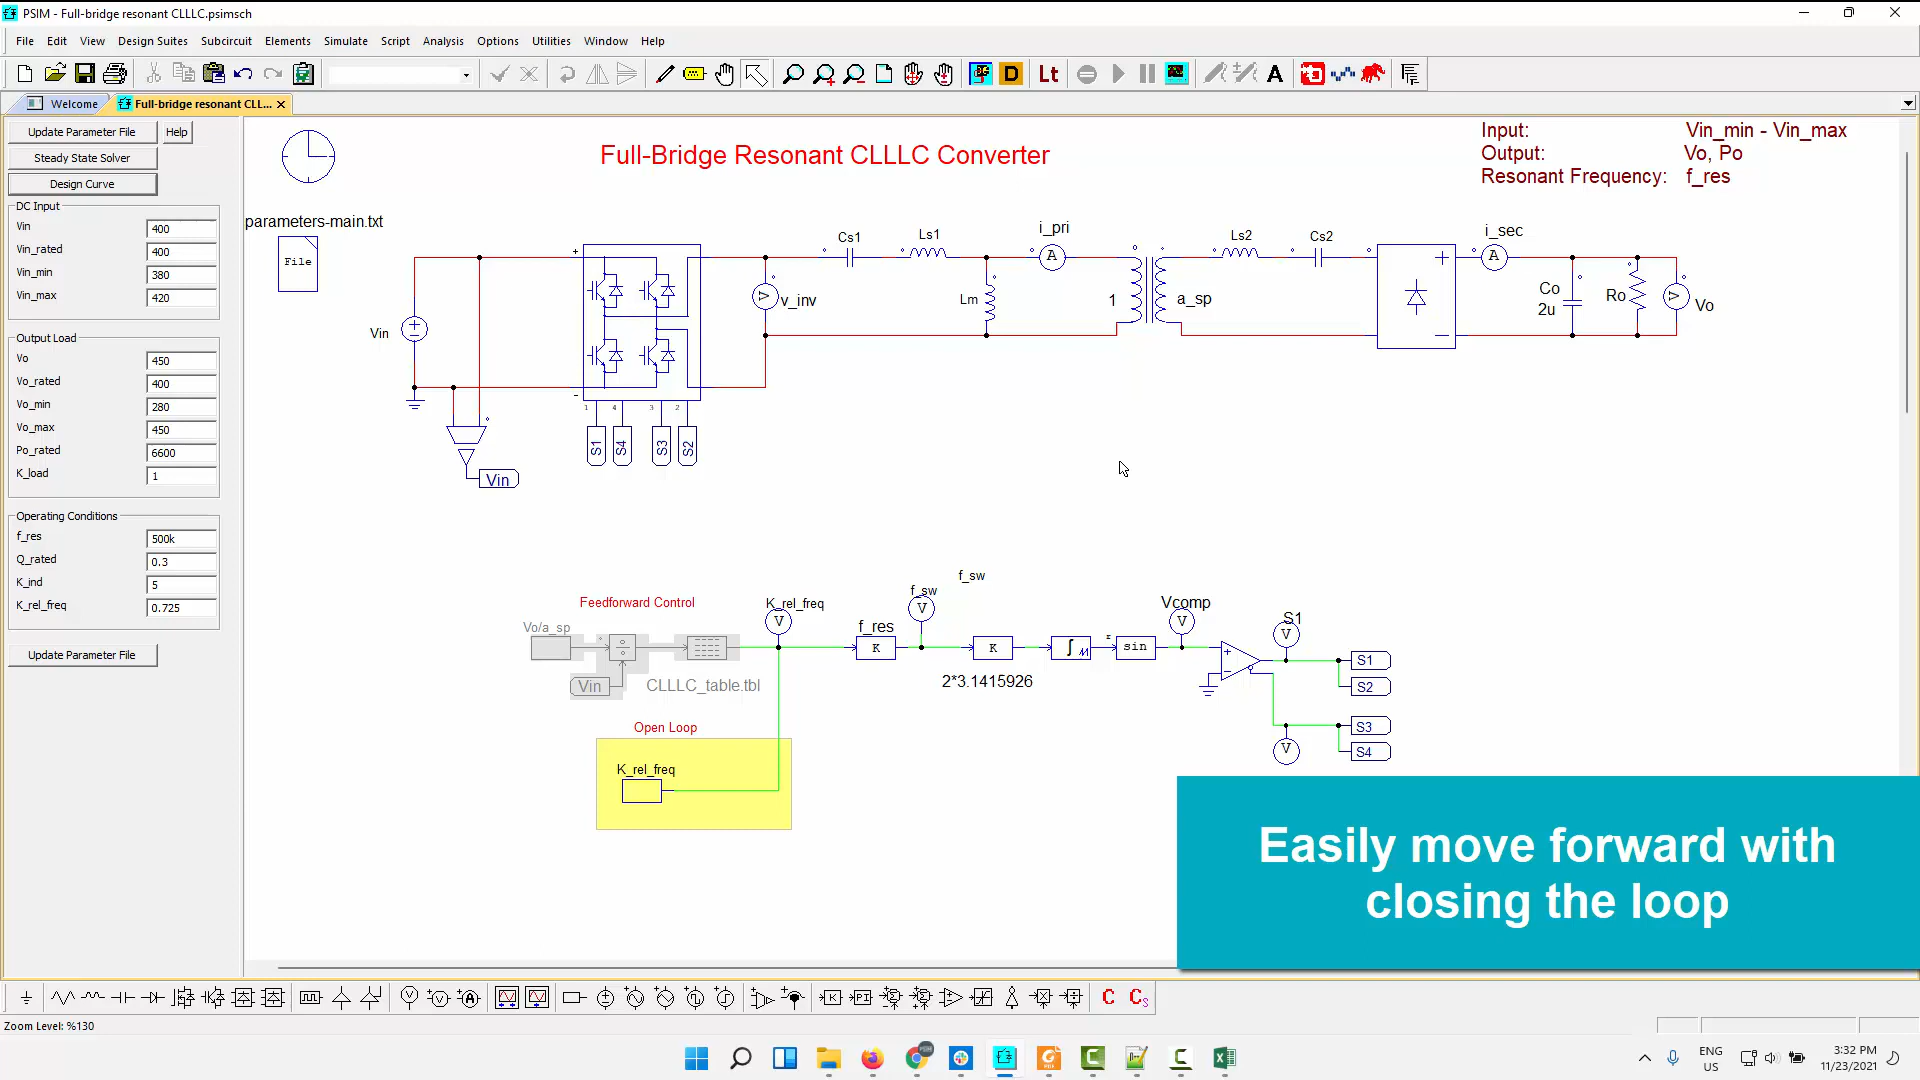 PSIM - Full-bridge resonant CLLLC.psimsch
File Edit View Design Suites Subcircuit Elements Simulate Script Analysis Options Utilities Window Help
D Lt A
Welcome Full-bridge resonant CLL...
Update Parameter File Help
Steady State Solver
Design Curve
DC Input
Vin 400
Vin_rated 400
Vin_min 380
Vin_max 420
Output Load
Vo 450
Vo_rated 400
Vo_min 280
Vo_max 450
Po_rated 6600
K_load 1
Operating Conditions
f_res 500k
Q_rated 0.3
K_ind 5
K_rel_freq 0.725
Update Parameter File
Full-Bridge Resonant CLLLC Converter
Input: Vin_min - Vin_max
Output: Vo, Po
Resonant Frequency: f_res
parameters-main.txt
File
Vin
Vin
+
-
1 4 3 2
S1 S4 S3 S2
V
v_inv
Cs1
Ls1
Lm
i_pri
A
1
a_sp
Ls2
Cs2
+
-
i_sec
A
Co
2u
Ro
V
Vo
Feedforward Control
Vo/a_sp
Vin
CLLLC_table.tbl
K_rel_freq
V
f_res
K
f_sw
V
f_sw
K
2*3.1415926
sin
Vcomp
V
S1
V
S1
S2
S3
S4
V
Open Loop
K_rel_freq
Easily move forward with
closing the loop
K PI C Cs
Zoom Level: %130
ENG
US
3:32 PM
11/23/2021